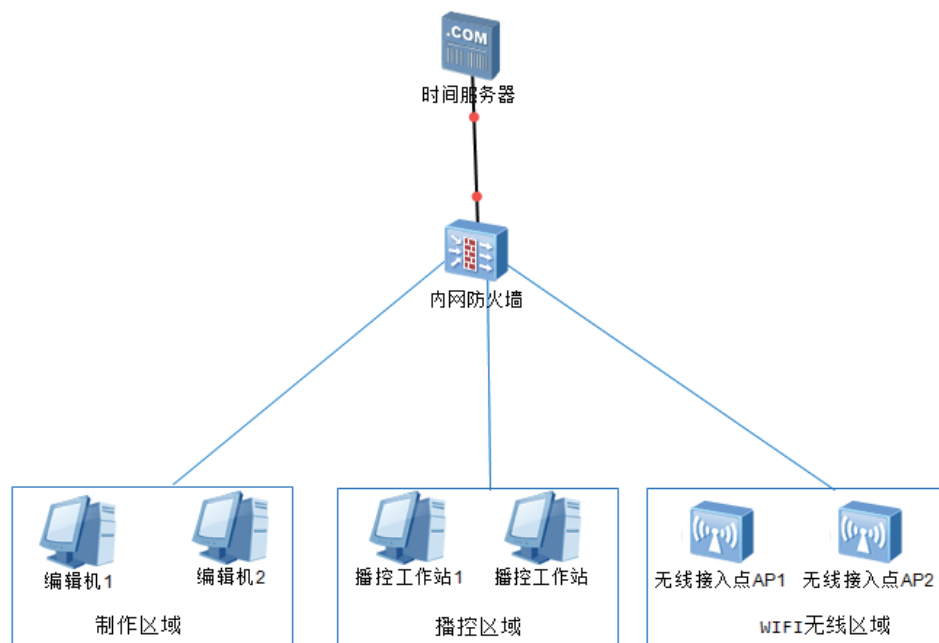 .COM
时间服务器
内网防火墙
编辑机1
编辑机2
播控工作站1
播控工作站
无线接入点AP1
无线接入点AP2
制作区域
播控区域
WIFI无线区域